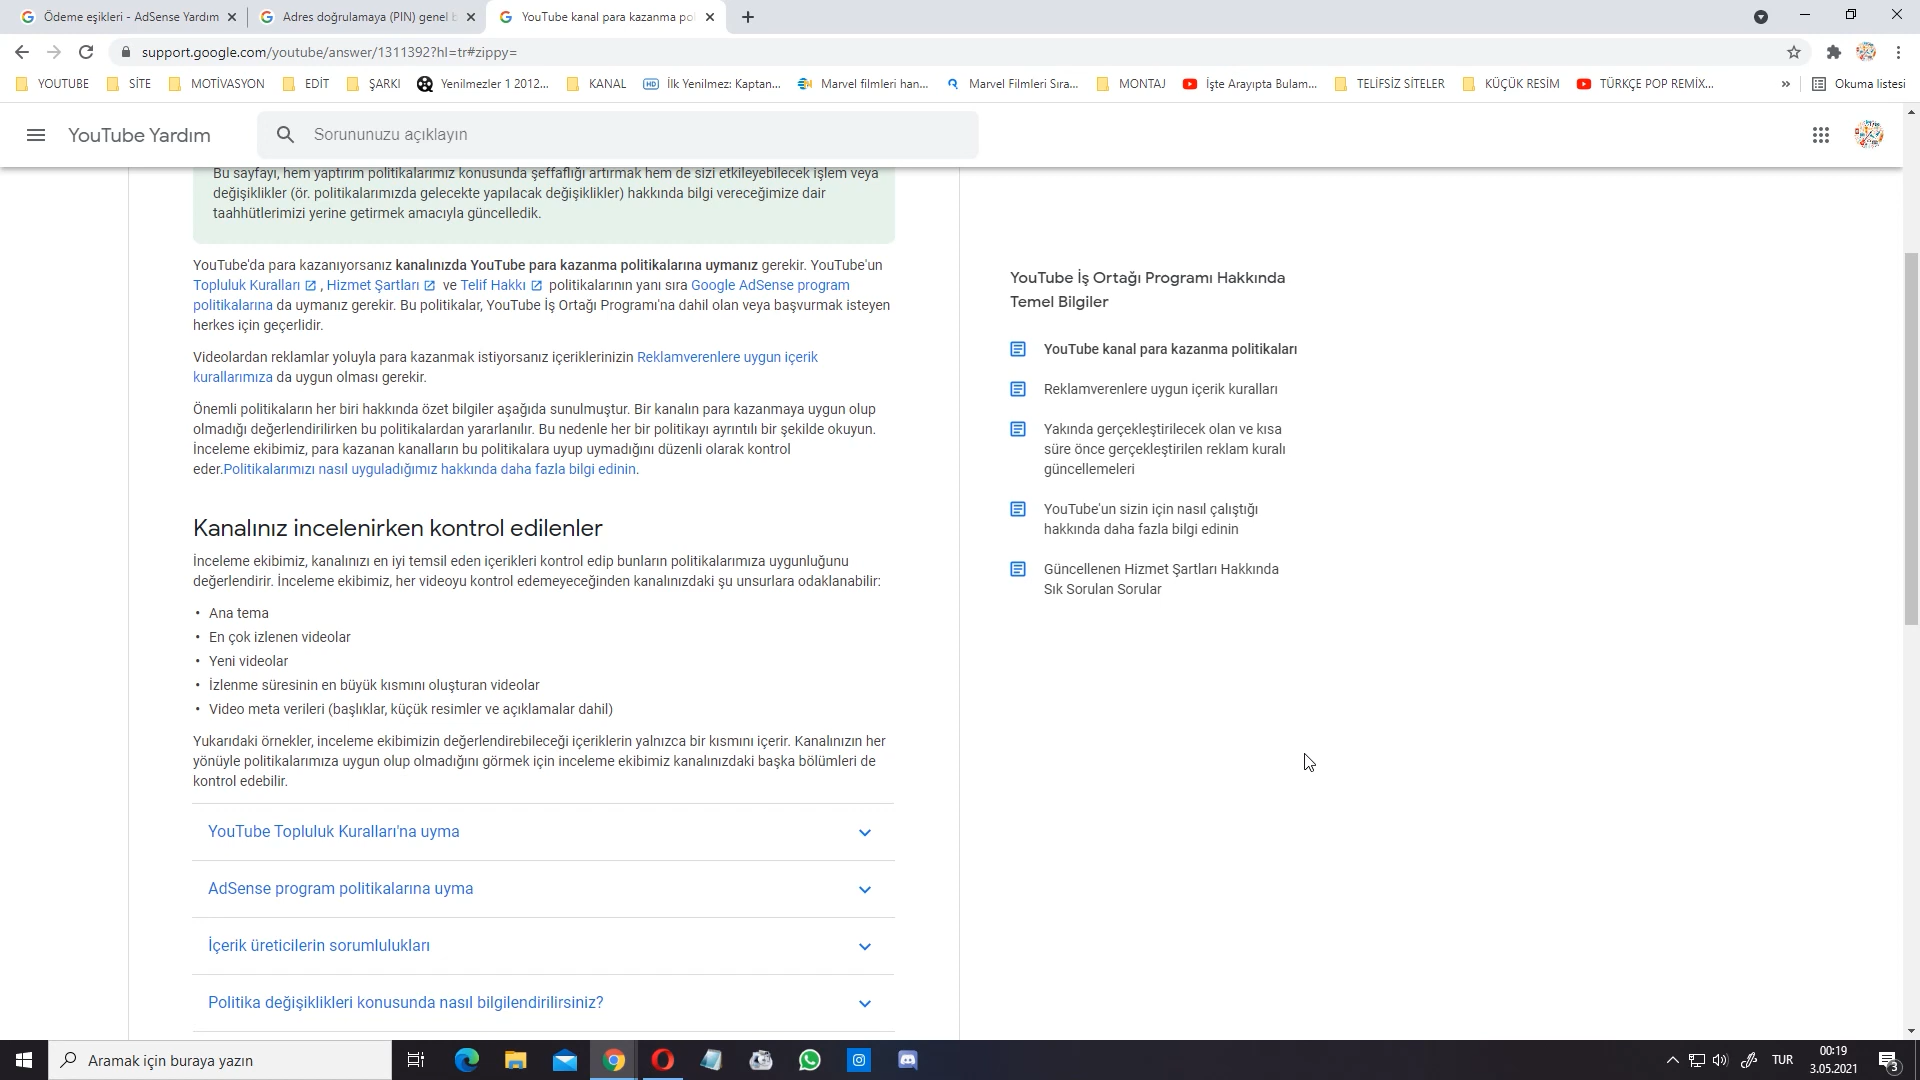 Ödeme eşikleri - AdSense Yardım
Adres doğrulamaya (PIN) genel b
YouTube kanal para kazanma po
support.google.com/youtube/answer/1311392?hl=tr#zippy=
YOUTUBE
SİTE
MOTİVASYON
EDİT
ŞARKI
Yenilmezler 1 2012...
KANAL
İlk Yenilmez: Kaptan...
Marvel filmleri han...
Marvel Filmleri Sıra...
MONTAJ
İşte Arayıpta Bulam...
TELİFSİZ SİTELER
KÜÇÜK RESİM
TÜRKÇE POP REMİX...
»
Okuma listesi
YouTube Yardım
Sorununuzu açıklayın
Bu sayfayı, hem yaptırım politikalarımız konusunda şeffaflığı artırmak hem de sizi etkileyebilecek işlem veya
değişiklikler (ör. politikalarımızda gelecekte yapılacak değişiklikler) hakkında bilgi vereceğimize dair
taahhütlerimizi yerine getirmek amacıyla güncelledik.
YouTube'da para kazanıyorsanız kanalınızda YouTube para kazanma politikalarına uymanız gerekir. YouTube'un
Topluluk Kuralları , Hizmet Şartları ve Telif Hakkı politikalarının yanı sıra Google AdSense program
politikalarına da uymanız gerekir. Bu politikalar, YouTube İş Ortağı Programı'na dahil olan veya başvurmak isteyen
herkes için geçerlidir.
Videolardan reklamlar yoluyla para kazanmak istiyorsanız içeriklerinizin Reklamverenlere uygun içerik
kurallarımıza da uygun olması gerekir.
Önemli politikaların her biri hakkında özet bilgiler aşağıda sunulmuştur. Bir kanalın para kazanmaya uygun olup
olmadığı değerlendirilirken bu politikalardan yararlanılır. Bu nedenle her bir politikayı ayrıntılı bir şekilde okuyun.
İnceleme ekibimiz, para kazanan kanalların bu politikalara uyup uymadığını düzenli olarak kontrol
eder.Politikalarımızı nasıl uyguladığımız hakkında daha fazla bilgi edinin.
Kanalınız incelenirken kontrol edilenler
İnceleme ekibimiz, kanalınızı en iyi temsil eden içerikleri kontrol edip bunların politikalarımıza uygunluğunu
değerlendirir. İnceleme ekibimiz, her videoyu kontrol edemeyeceğinden kanalınızdaki şu unsurlara odaklanabilir:
• Ana tema
• En çok izlenen videolar
• Yeni videolar
• İzlenme süresinin en büyük kısmını oluşturan videolar
• Video meta verileri (başlıklar, küçük resimler ve açıklamalar dahil)
Yukarıdaki örnekler, inceleme ekibimizin değerlendirebileceği içeriklerin yalnızca bir kısmını içerir. Kanalınızın her
yönüyle politikalarımıza uygun olup olmadığını görmek için inceleme ekibimiz kanalınızdaki başka bölümleri de
kontrol edebilir.
YouTube Topluluk Kuralları'na uyma
AdSense program politikalarına uyma
İçerik üreticilerin sorumlulukları
Politika değişiklikleri konusunda nasıl bilgilendirilirsiniz?
YouTube İş Ortağı Programı Hakkında
Temel Bilgiler
YouTube kanal para kazanma politikaları
Reklamverenlere uygun içerik kuralları
Yakında gerçekleştirilecek olan ve kısa
süre önce gerçekleştirilen reklam kuralı
güncellemeleri
YouTube'un sizin için nasıl çalıştığı
hakkında daha fazla bilgi edinin
Güncellenen Hizmet Şartları Hakkında
Sık Sorulan Sorular
Aramak için buraya yazın
TUR
00:19
3.05.2021
3